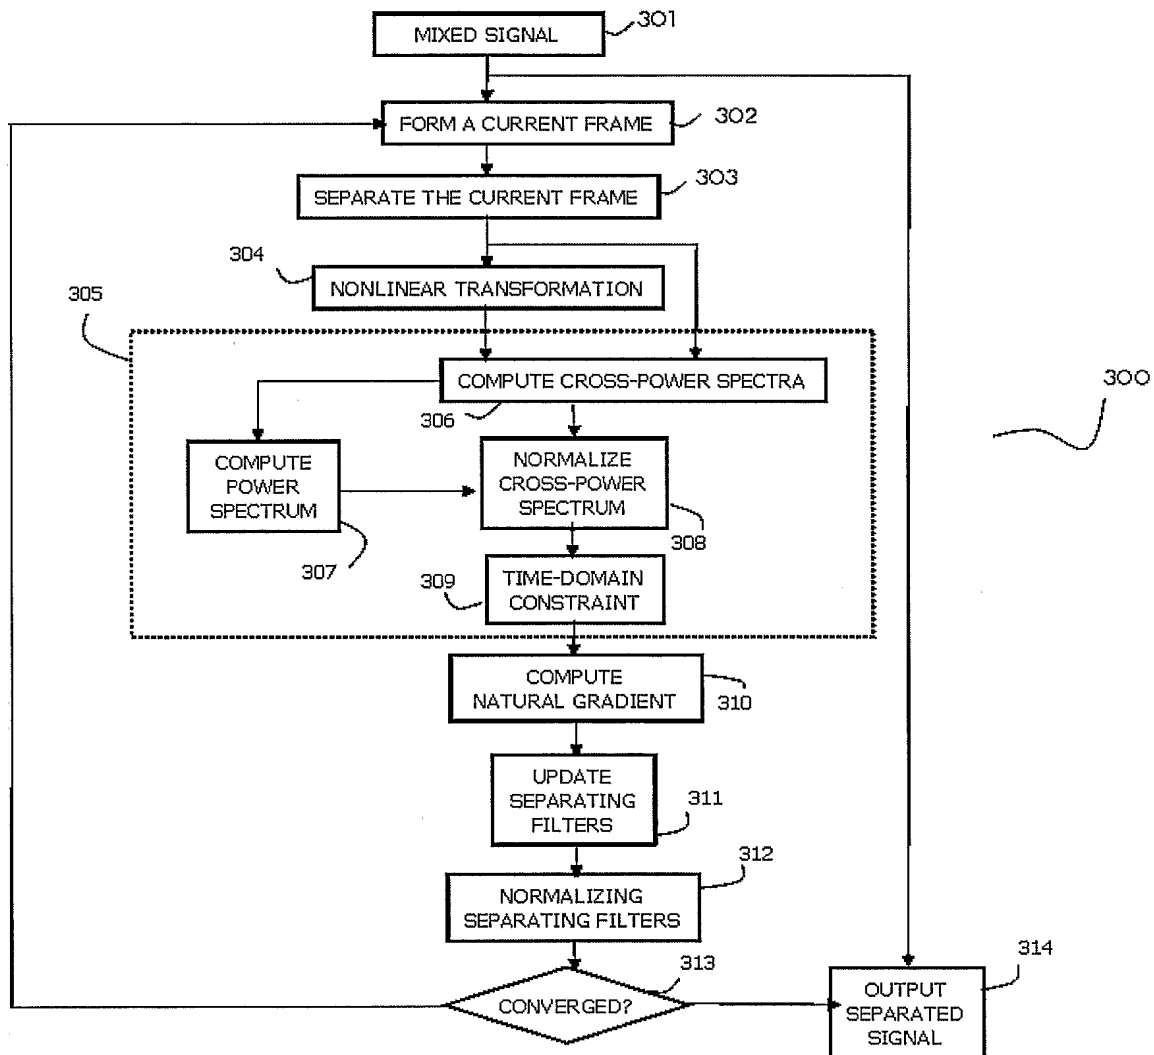 MIXED SIGNAL
301
FORM A CURRENT FRAME
302
SEPARATE THE CURRENT FRAME
303
304
NONLINEAR TRANSFORMATION
305
COMPUTE CROSS-POWER SPECTRA
306
300
COMPUTE
POWER
SPECTRUM
307
NORMALIZE
CROSS-POWER
SPECTRUM
308
309
TIME-DOMAIN
CONSTRAINT
COMPUTE
NATURAL GRADIENT
310
UPDATE
SEPARATING
FILTERS
311
312
NORMALIZING
SEPARATING FILTERS
313
CONVERGED?
314
OUTPUT
SEPARATED
SIGNAL